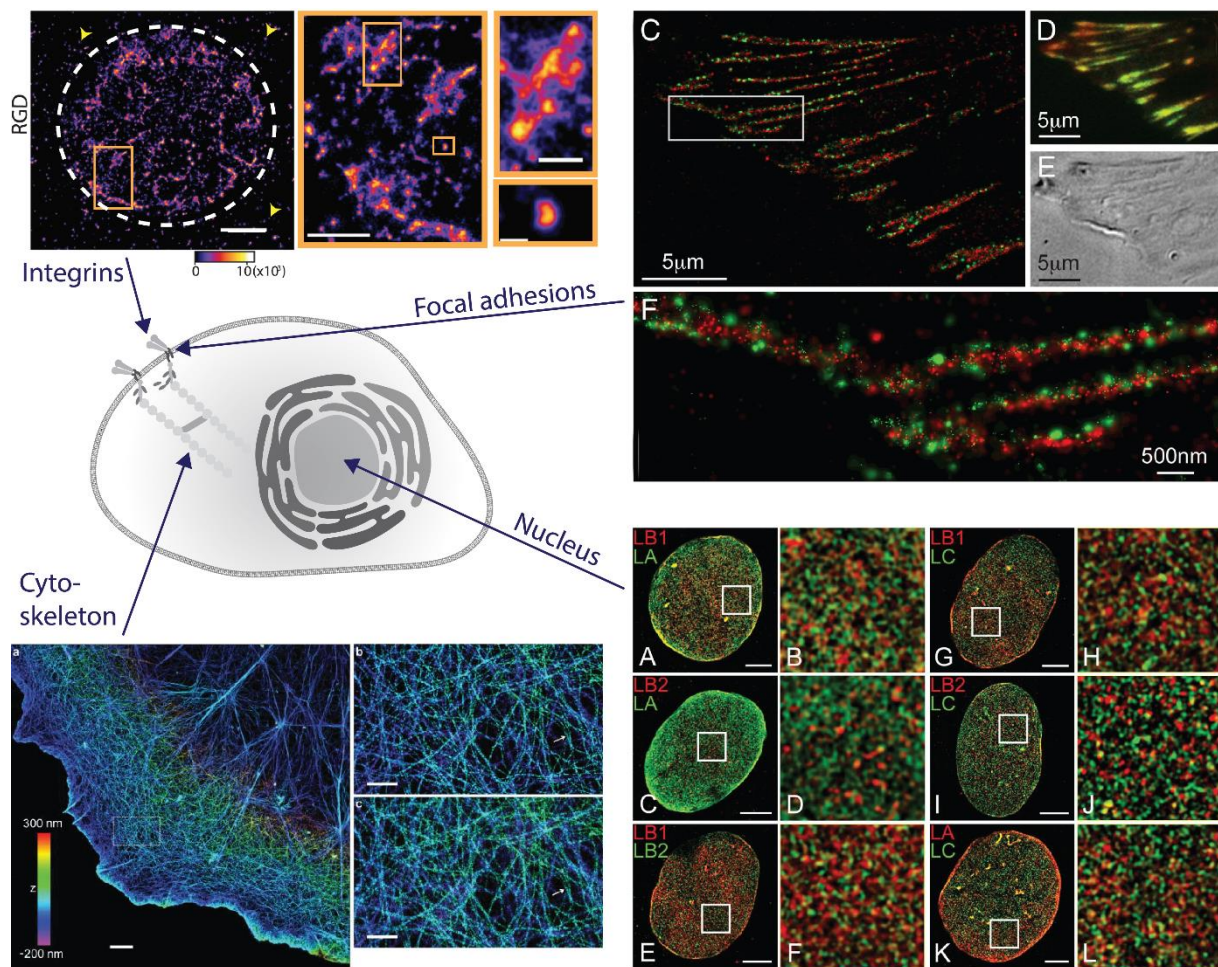 RGD
0 10(x10³)
Integrins
Focal adhesions
Nucleus
Cyto-
skeleton
C
5µm
D
5µm
E
5µm
F
500nm
a
300 nm
z
-200 nm
b
c
LB1
LA
A
B
LB1
LC
G
H
LB2
LA
C
D
LB2
LC
I
J
LB1
LB2
E
F
LA
LC
K
L